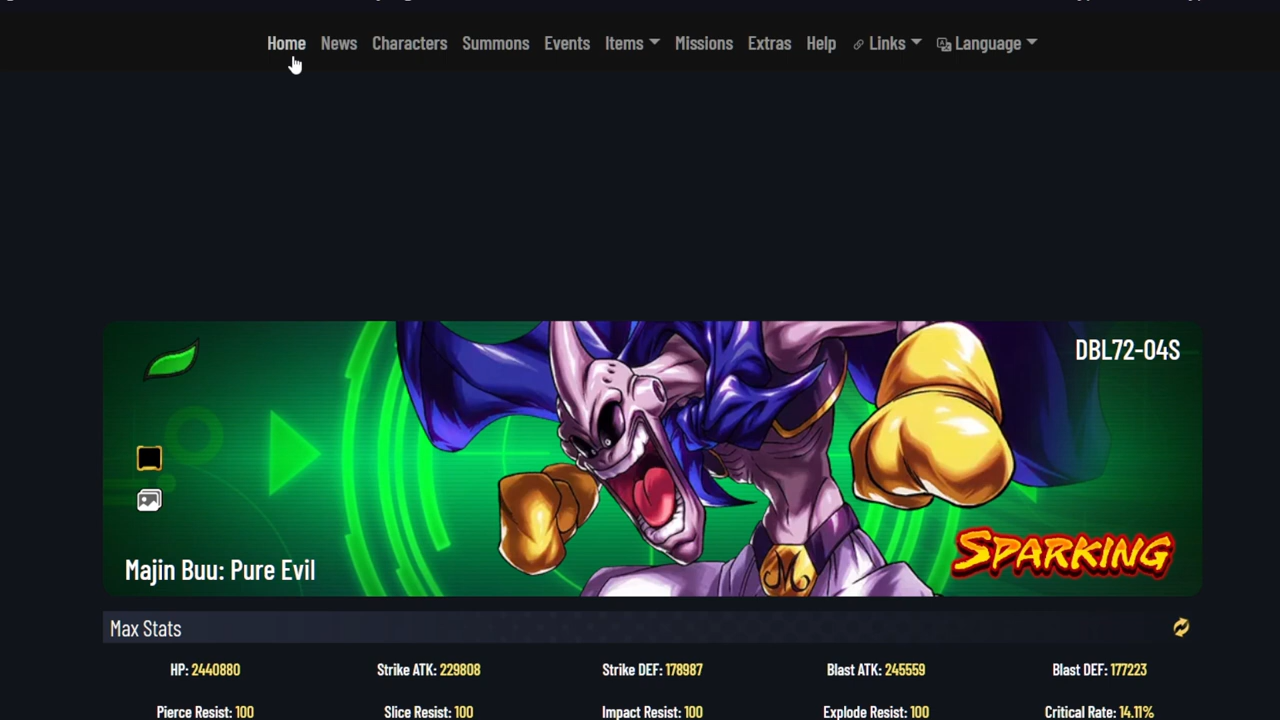 Home News Characters Summons Events Items Missions Extras Help Links Language
DBL72-04S
SPARKING
Majin Buu: Pure Evil
Max Stats
HP: 2440880 Strike ATK: 229808 Strike DEF: 178987 Blast ATK: 245559 Blast DEF: 177223
Pierce Resist: 100 Slice Resist: 100 Impact Resist: 100 Explode Resist: 100 Critical Rate: 14.11%